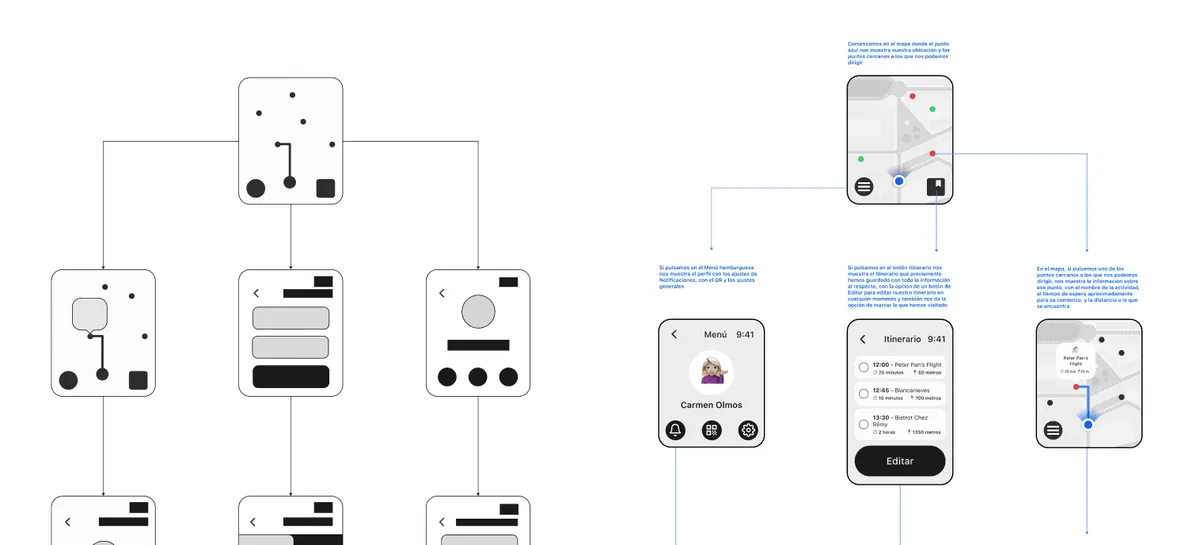 Comenzamos en el mapa donde el punto
azul nos muestra nuestra ubicación y los
puntos cercanos a los que nos podemos
dirigir
Si pulsamos en el Menú hamburguesa
nos muestra el perfil con los ajustes de
Notificaciones, con el QR y los ajustes
generales
Si pulsamos en el botón Itinerario nos
muestra el itinerario que previamente
hemos guardado con toda la información
al respecto, con la opción de un botón de
Editar para editar nuestro itinerario en
cualquier momento y también nos da la
opción de marcar lo que hemos visitado
En el mapa, si pulsamos uno de los
puntos cercanos a los que nos podemos
dirigir, nos muestra la información sobre
ese punto, con el nombre de la actividad,
el tiempo de espera aproximadamente
para su comienzo, y la distancia a la que
se encuentra
Menú 9:41
Carmen Olmos
Itinerario 9:41
12:00 - Peter Pan's Flight
25 minutos 50 metros
12:45 - Blancanieves
10 minutos 700 metros
13:30 - Bistrot Chez
Rémy
2 horas 1350 metros
Editar
Peter Pan's
Flight